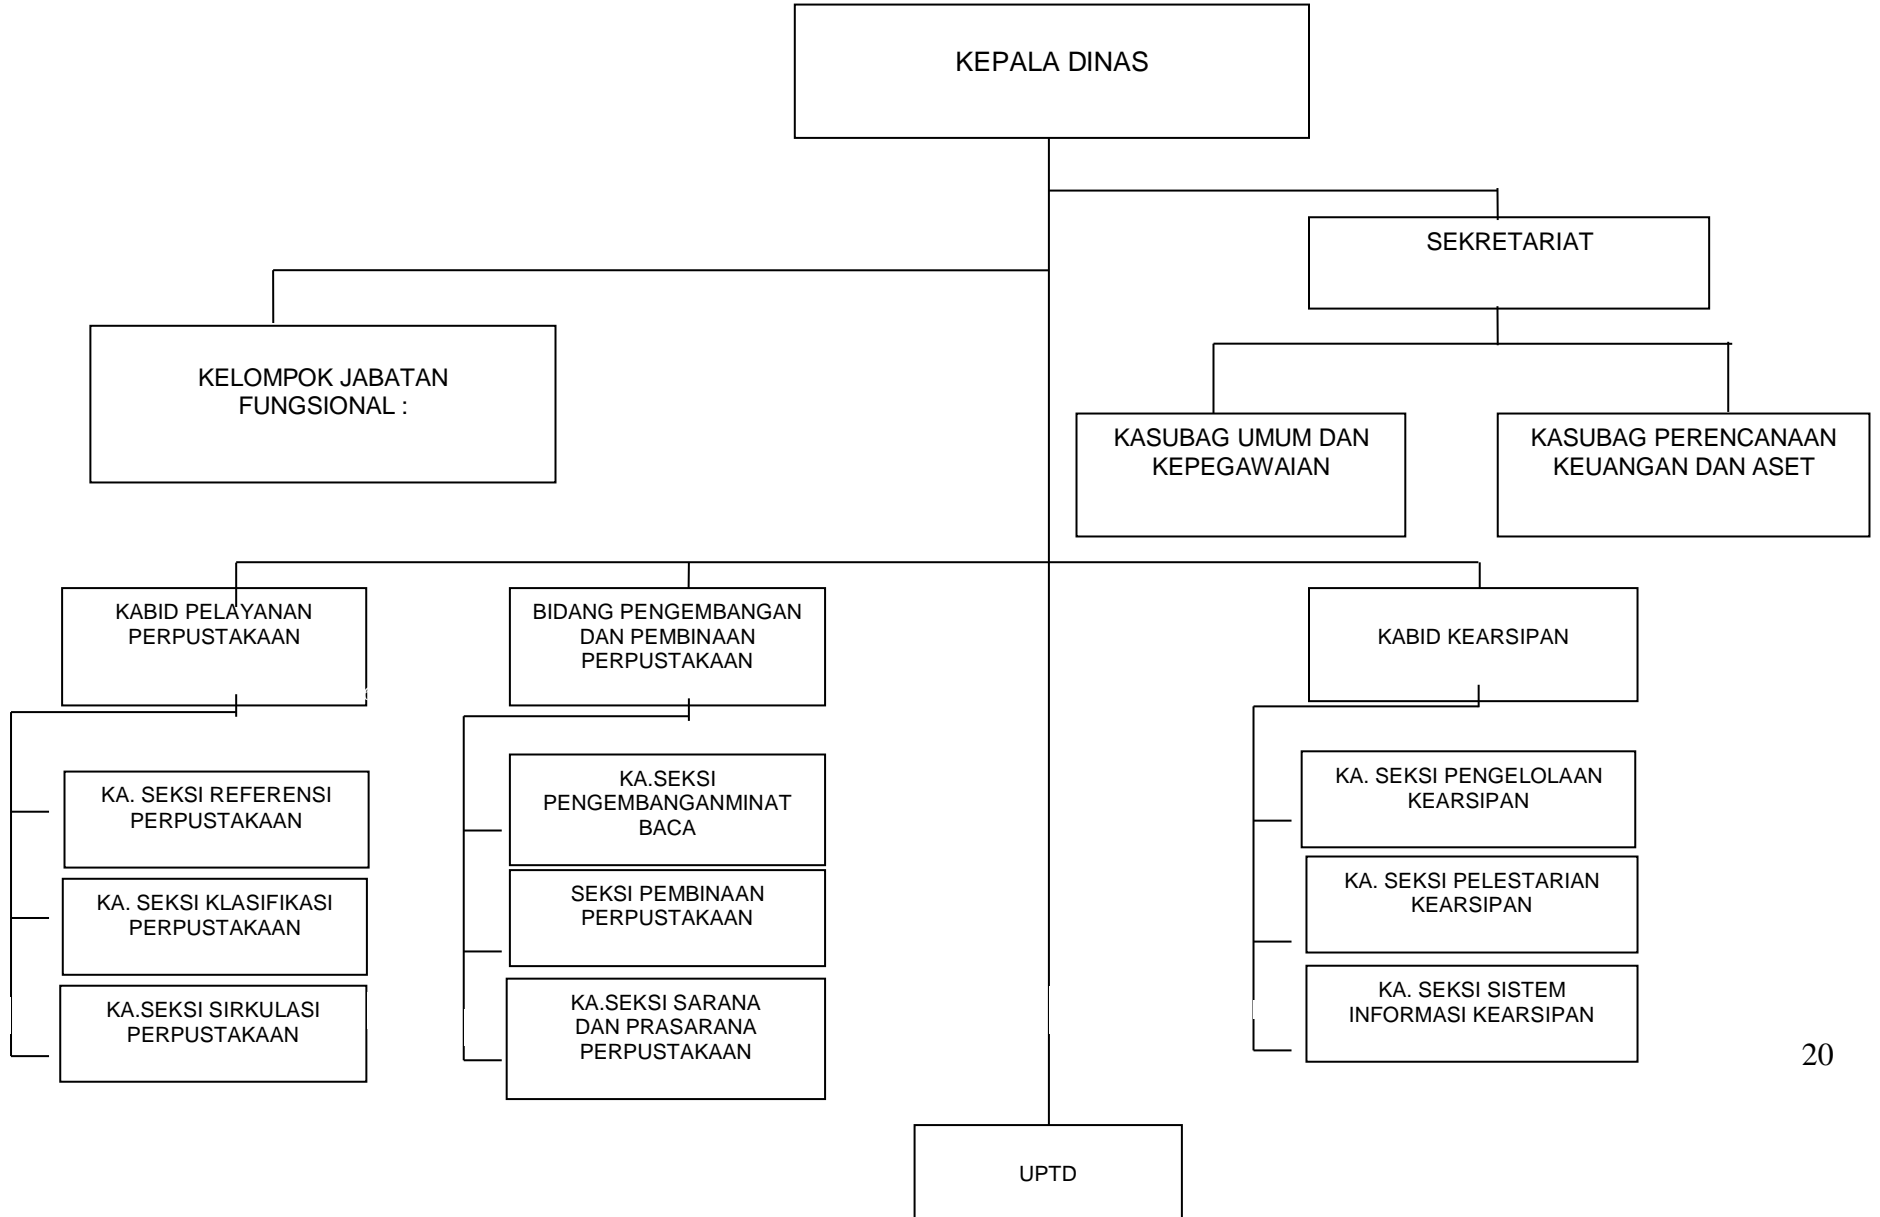 KEPALA DINAS
SEKRETARIAT
KELOMPOK JABATAN
FUNGSIONAL :
KASUBAG UMUM DAN
KEPEGAWAIAN
KASUBAG PERENCANAAN
KEUANGAN DAN ASET
KABID PELAYANAN
PERPUSTAKAAN
BIDANG PENGEMBANGAN
DAN PEMBINAAN
PERPUSTAKAAN
KABID KEARSIPAN
KA. SEKSI REFERENSI
PERPUSTAKAAN
KA. SEKSI KLASIFIKASI
PERPUSTAKAAN
KA.SEKSI SIRKULASI
PERPUSTAKAAN
KA.SEKSI
PENGEMBANGANMINAT
BACA
SEKSI PEMBINAAN
PERPUSTAKAAN
KA.SEKSI SARANA
DAN PRASARANA
PERPUSTAKAAN
KA. SEKSI PENGELOLAAN
KEARSIPAN
KA. SEKSI PELESTARIAN
KEARSIPAN
KA. SEKSI SISTEM
INFORMASI KEARSIPAN
20
UPTD